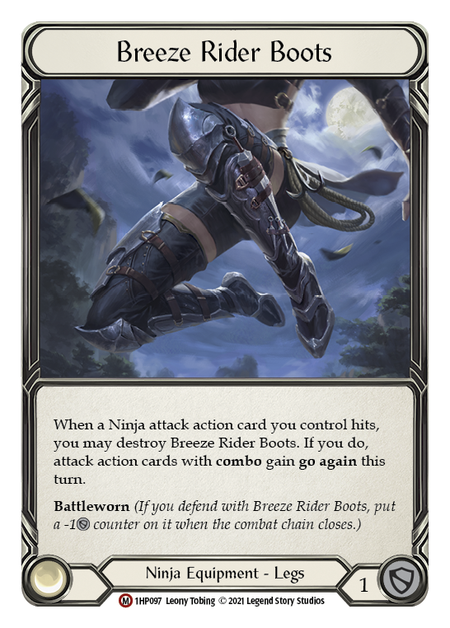 Breeze Rider Boots
When a Ninja attack action card you control hits,
you may destroy Breeze Rider Boots. If you do,
attack action cards with combo gain go again this
turn.
Battleworn (If you defend with Breeze Rider Boots, put
a -1 counter on it when the combat chain closes.)
Ninja Equipment - Legs
1
M 1HP097 Leony Tobing © 2021 Legend Story Studios